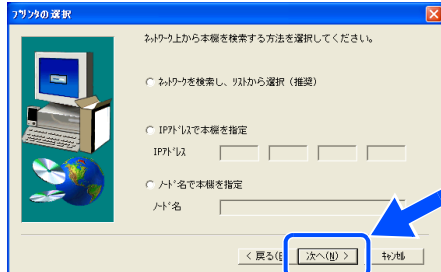 プリンタの選択
ネットワーク上から本機を検索する方法を選択してください。
ネットワークを検索し、リストから選択（推奨）
IPアドレスで本機を指定
IPアドレス
ノード名で本機を指定
ノード名
< 戻る(
次へ(N) >
キャンセル